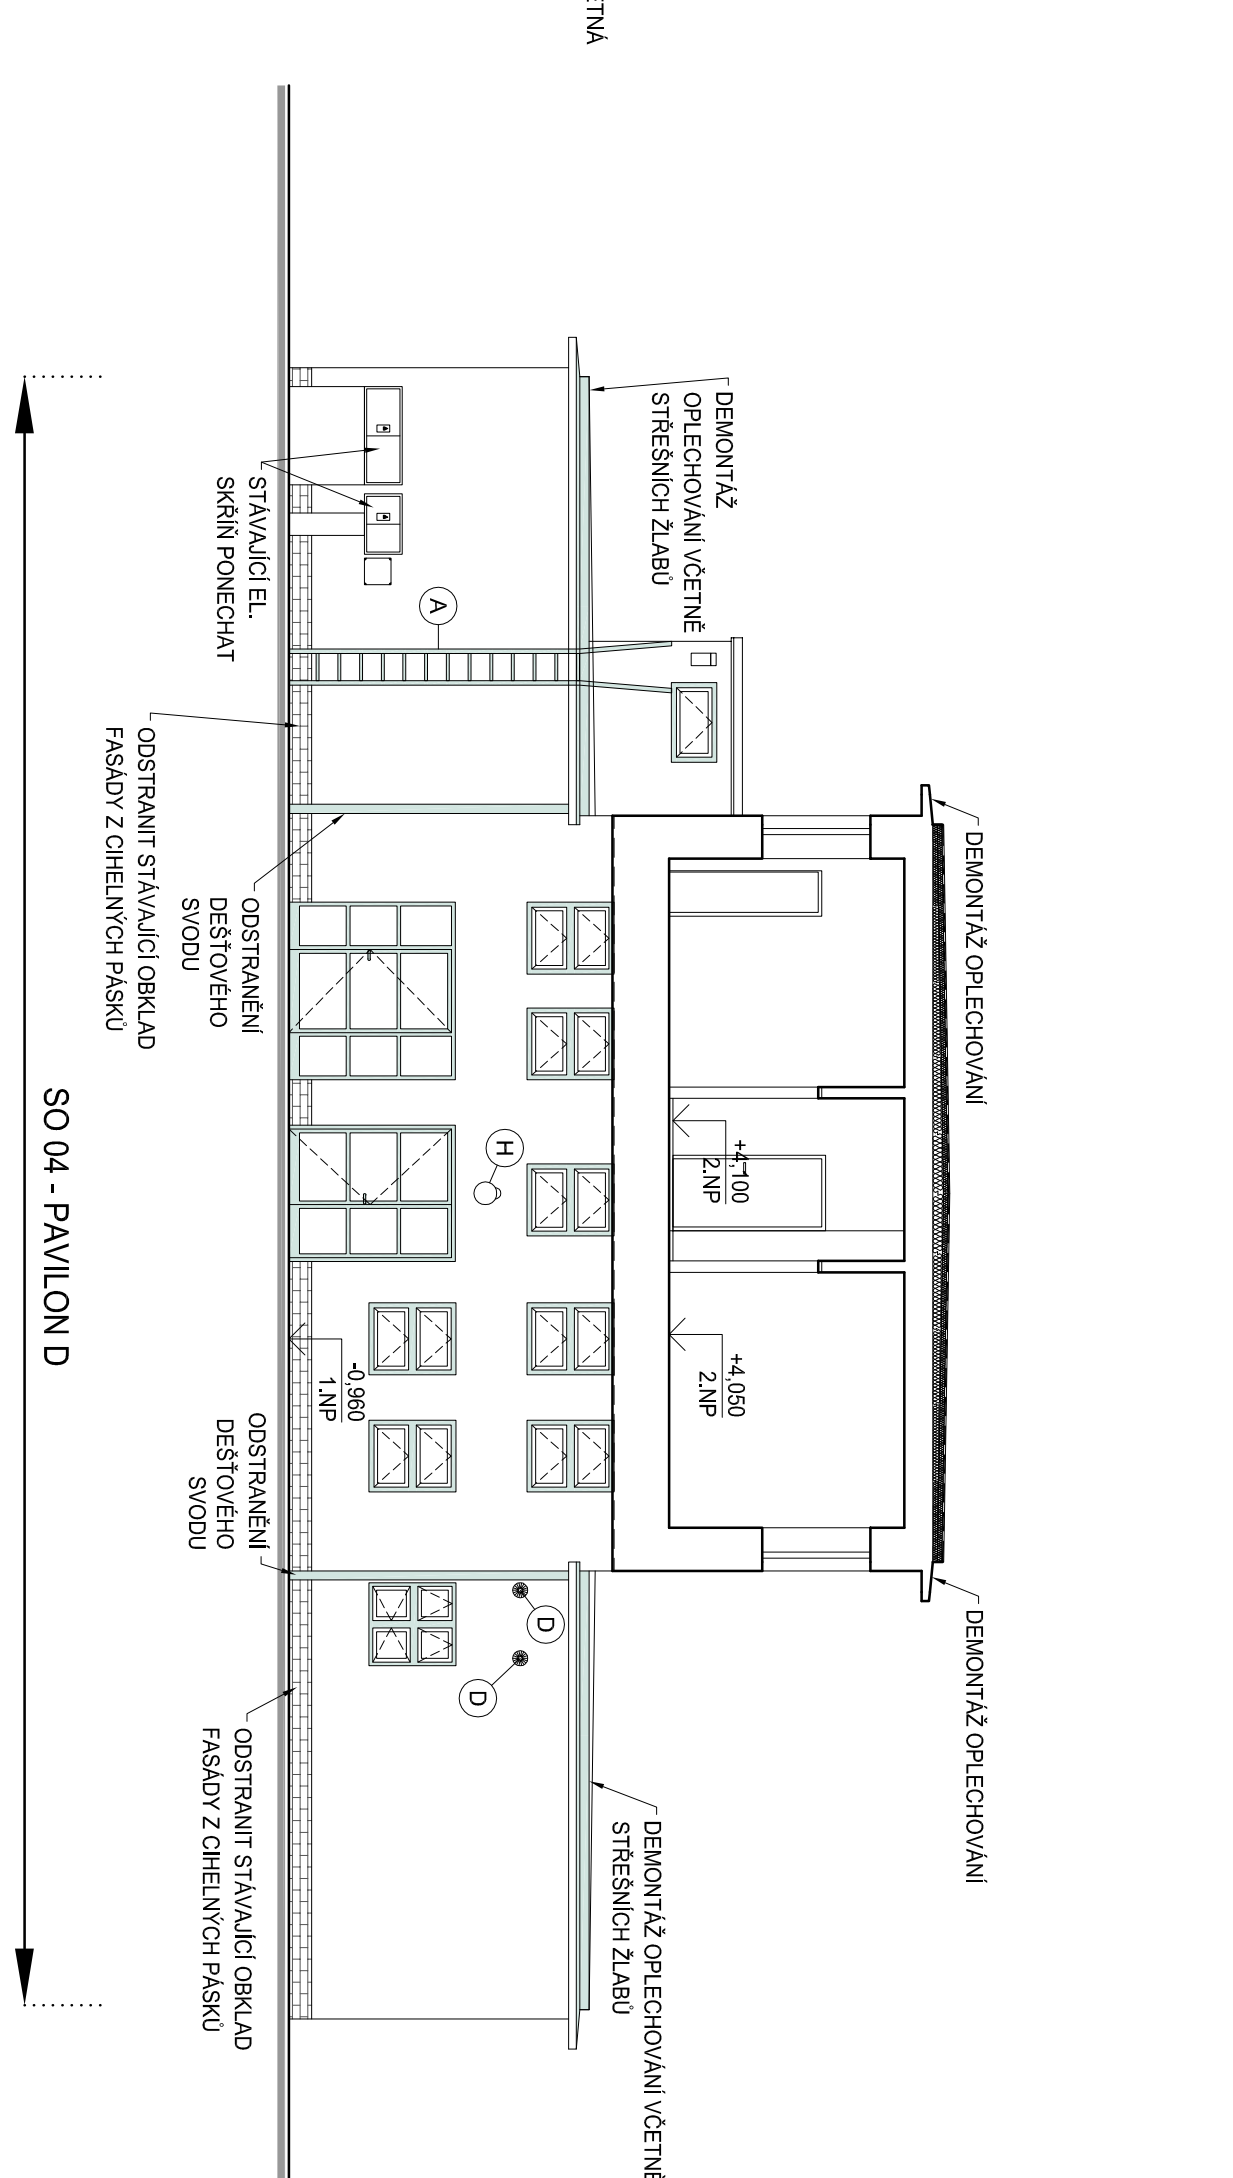 ETNÁ
DEMONTÁŽ
OPLECHOVÁNÍ VČETNĚ
STŘEŠNÍCH ŽLABŮ
DEMONTÁŽ OPLECHOVÁNÍ
DEMONTÁŽ OPLECHOVÁNÍ
DEMONTÁŽ OPLECHOVÁNÍ VČETNĚ
STŘEŠNÍCH ŽLABŮ
+4,100
2.NP
+4,050
2.NP
A
H
D
D
-0,960
1.NP
STÁVAJÍCÍ EL.
SKŘÍŇ PONECHAT
ODSTRANIT STÁVAJÍCÍ OBKLAD
FASÁDY Z CIHELNÝCH PÁSKŮ
ODSTRANĚNÍ
DEŠŤOVÉHO
SVODU
ODSTRANĚNÍ
DEŠŤOVÉHO
SVODU
ODSTRANIT STÁVAJÍCÍ OBKLAD
FASÁDY Z CIHELNÝCH PÁSKŮ
SO 04 - PAVILON D